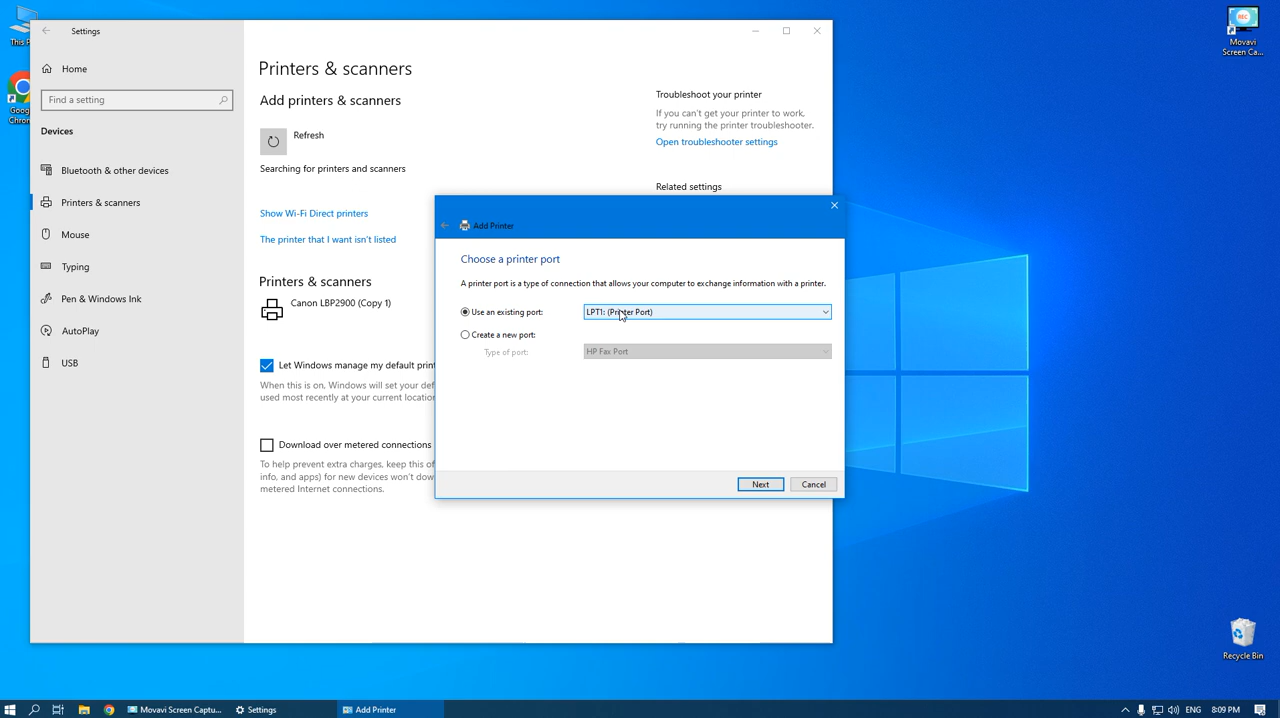 This P
Googl
Chrom
REC
Movavi
Screen Ca...
Settings
Home
Find a setting
Devices
Bluetooth & other devices
Printers & scanners
Mouse
Typing
Pen & Windows Ink
AutoPlay
USB
Printers & scanners
Add printers & scanners
Refresh
Searching for printers and scanners
Show Wi-Fi Direct printers
The printer that I want isn't listed
Printers & scanners
Canon LBP2900 (Copy 1)
Let Windows manage my default print
When this is on, Windows will set your def
used most recently at your current location
Download over metered connections
To help prevent extra charges, keep this of
info, and apps) for new devices won't dow
metered Internet connections.
Troubleshoot your printer
If you can't get your printer to work,
try running the printer troubleshooter.
Open troubleshooter settings
Related settings
Add Printer
Choose a printer port
A printer port is a type of connection that allows your computer to exchange information with a printer.
Use an existing port:
LPT1: (Printer Port)
Create a new port:
Type of port:
HP Fax Port
Next
Cancel
Recycle Bin
Movavi Screen Captu...
Settings
Add Printer
ENG
8:09 PM